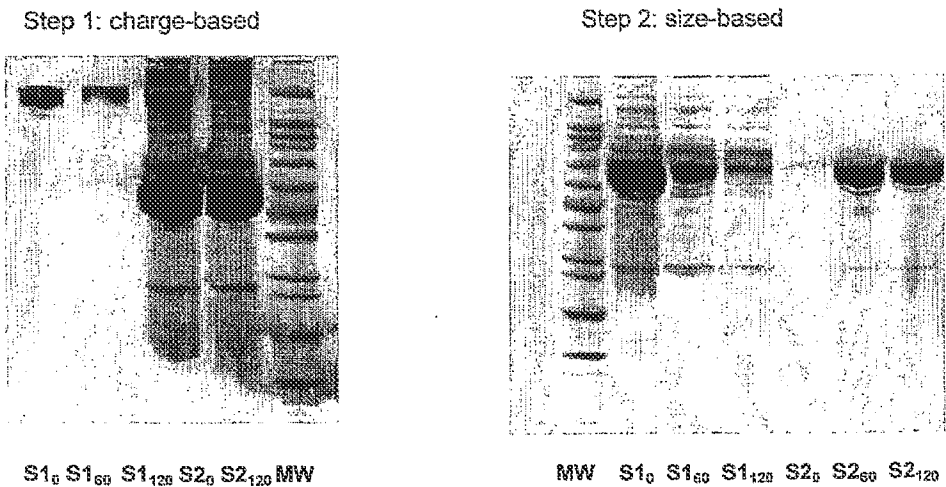 Step 1: charge-based
Step 2: size-based
S1₀ S1₆₀ S1₁₂₀ S2₀ S2₁₂₀ MW
MW S1₀ S1₆₀ S1₁₂₀ S2₀ S2₆₀ S2₁₂₀